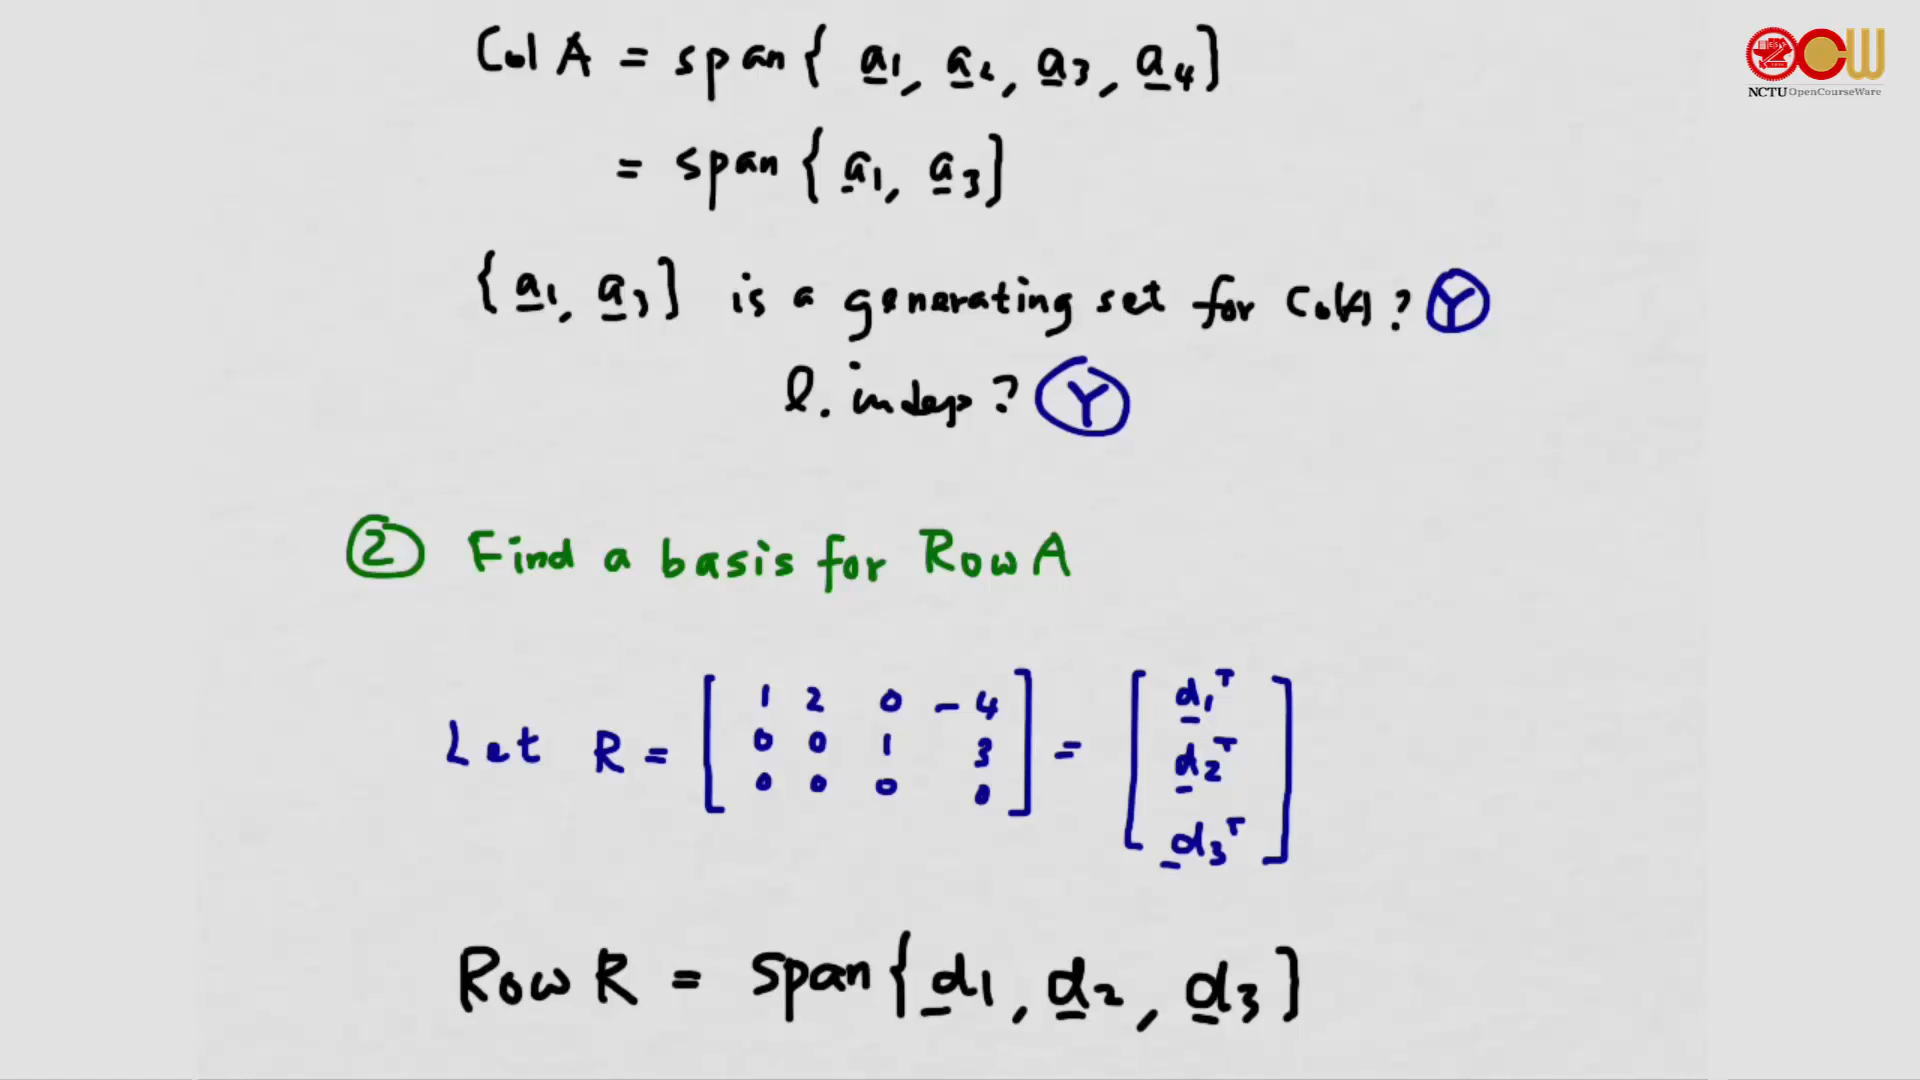 OCW
NCTU OpenCourseWare
Col A = span{ a1, a2, a3, a4}
= span {a1, a3}
{a1, a3} is a generating set for ColA? Y
l. indep? Y
② Find a basis for Row A
Let R = [ 1 2 0 -4 ] = [ d1ᵀ ]
[ 0 0 1 3 ] [ d2ᵀ ]
[ 0 0 0 0 ] [ d3ᵀ ]
Row R = span{d1, d2, d3}